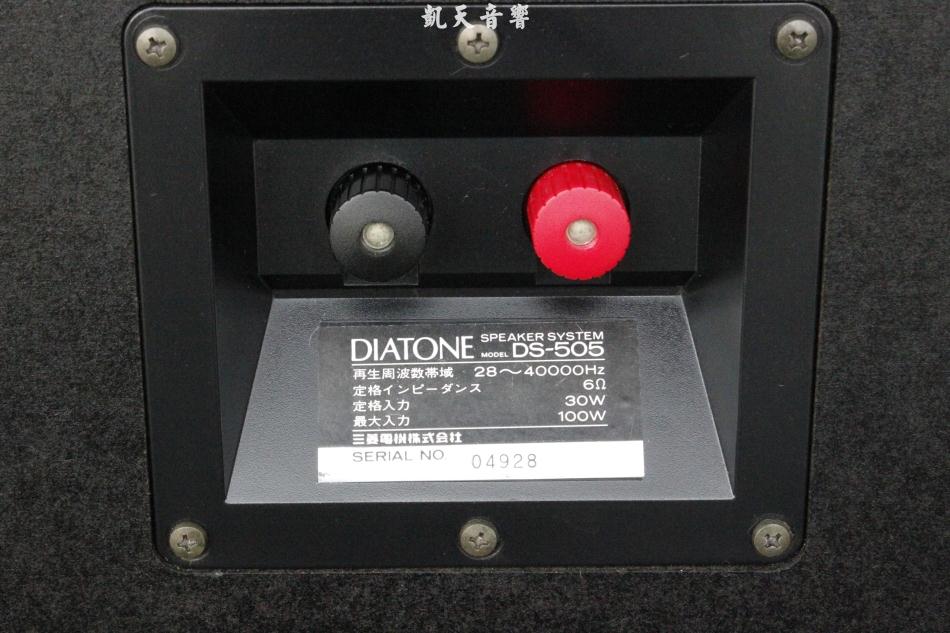 凱天音響
DIATONE SPEAKER SYSTEM
MODEL DS-505
再生周波数帯域 28〜40000Hz
定格インピーダンス 6Ω
定格入力 30W
最大入力 100W
三菱電機株式会社
SERIAL NO 04928